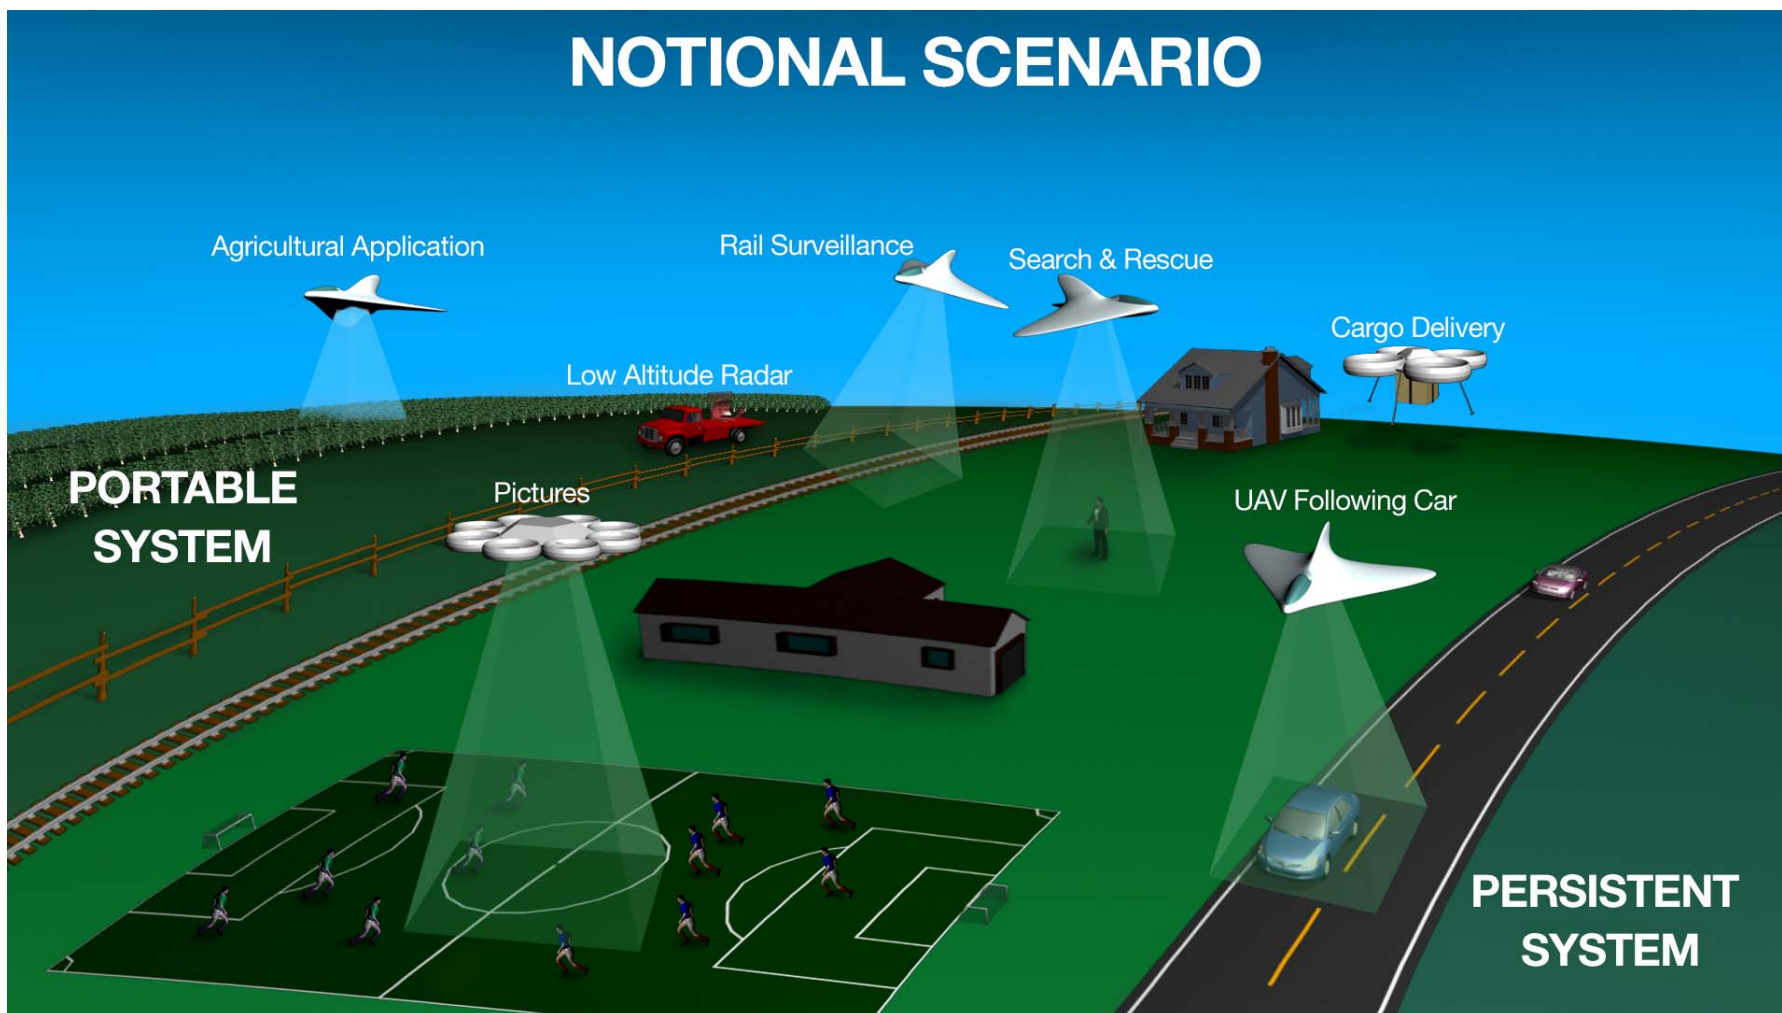 NOTIONAL SCENARIO
Agricultural Application
Rail Surveillance
Search & Rescue
Cargo Delivery
Low Altitude Radar
PORTABLE
SYSTEM
Pictures
UAV Following Car
PERSISTENT
SYSTEM